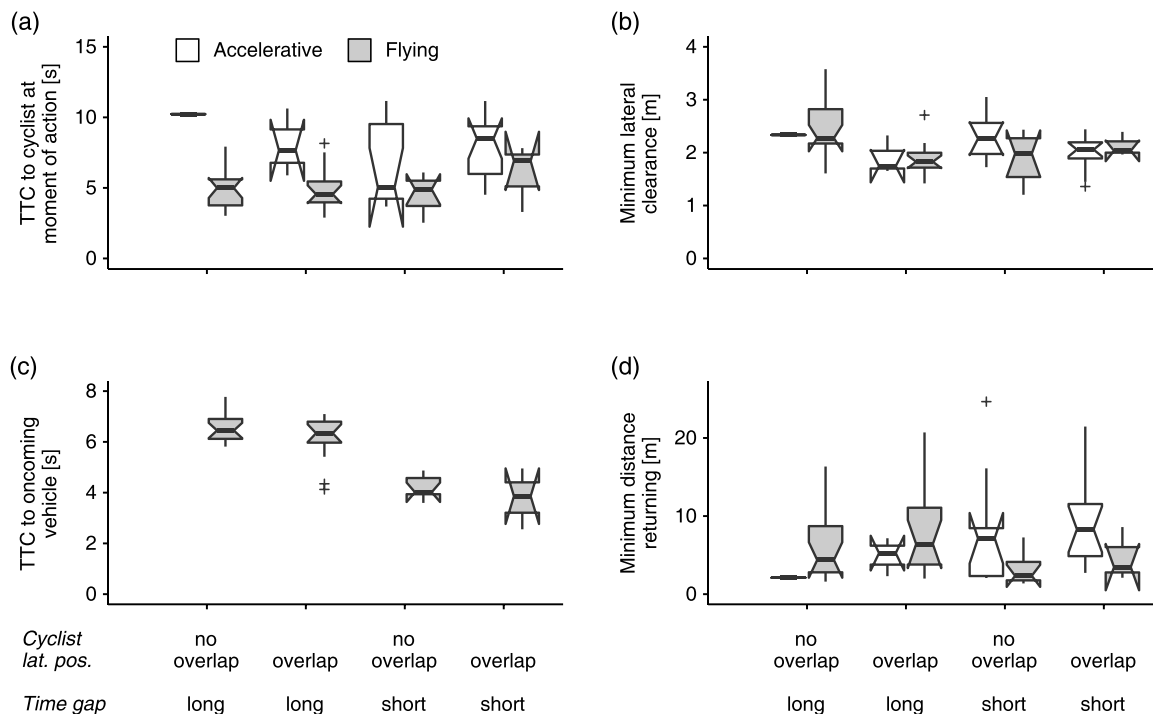 (a)
TTC to cyclist at
moment of action [s]
15
10
5
0
Accelerative
Flying
(b)
Minimum lateral
clearance [m]
4
3
2
1
0
(c)
TTC to oncoming
vehicle [s]
8
6
4
2
0
(d)
Minimum distance
returning [m]
20
10
0
Cyclist
lat. pos.
no
overlap
overlap
no
overlap
overlap
Time gap
long
long
short
short
no
overlap
overlap
no
overlap
overlap
long
long
short
short